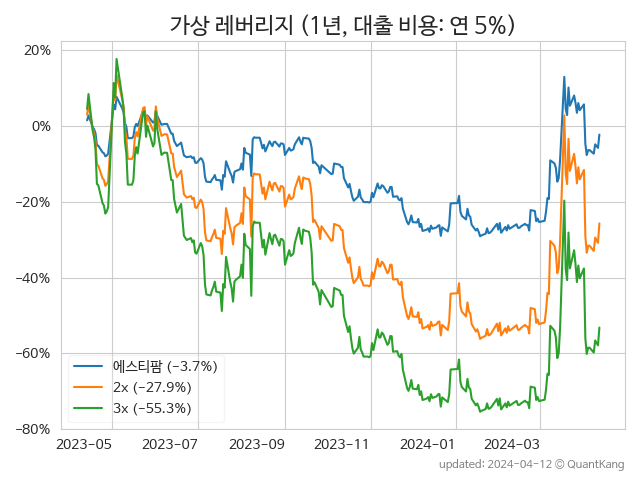 가상 레버리지 (1년, 대출 비용: 연 5%)
20%
0%
−20%
−40%
−60%
−80%
에스티팜 (−3.7%)
2x (−27.9%)
3x (−55.3%)
2023-05 2023-07 2023-09 2023-11 2024-01 2024-03
updated: 2024-04-12 © QuantKang